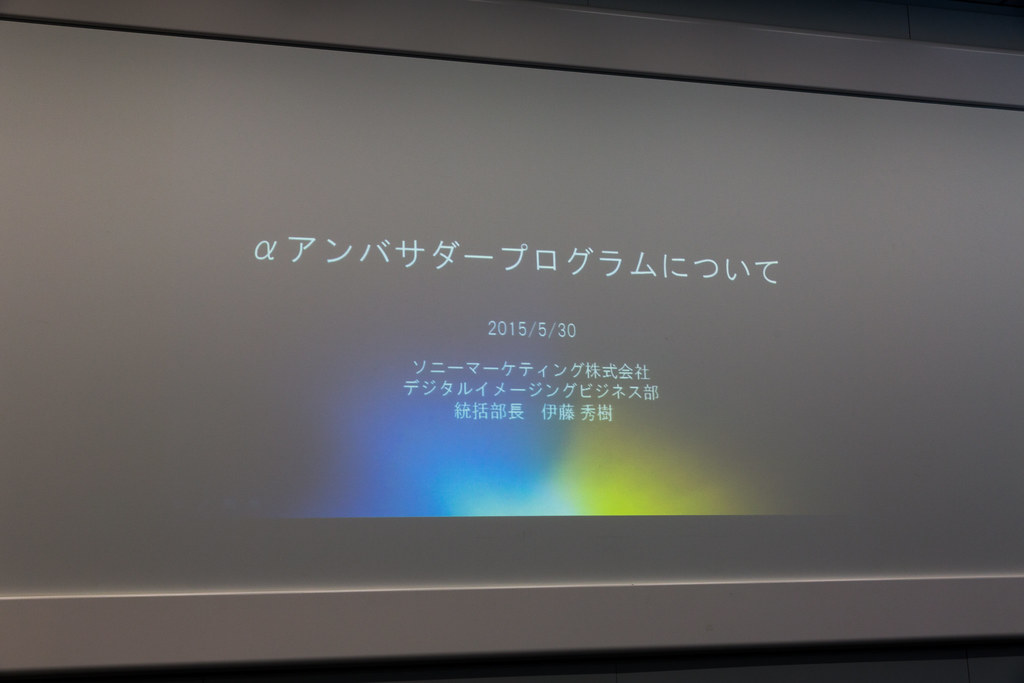 αアンバサダープログラムについて
2015/5/30
ソニーマーケティング株式会社
デジタルイメージングビジネス部
統括部長　伊藤 秀樹